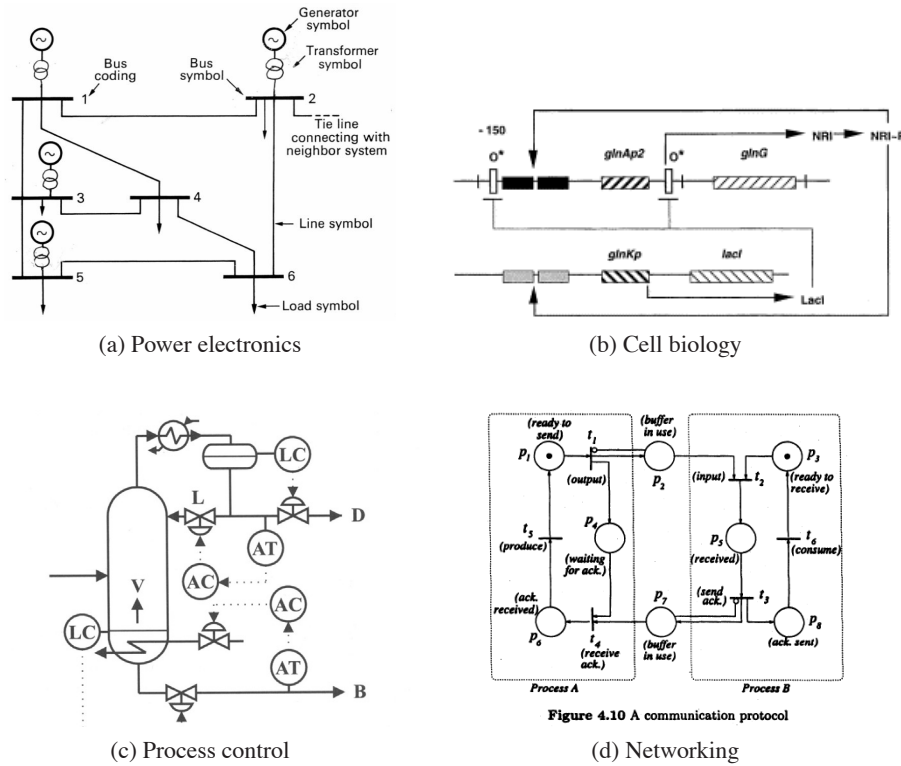 Generator
symbol
Transformer
symbol
Bus
coding
Bus
symbol
1
2
Tie line
connecting with
neighbor system
3
4
Line symbol
5
6
Load symbol
(a) Power electronics
- 150
NRI
O*
glnAp2
O*
glnG
glnKp
lacI
LacI
(b) Cell biology
LC
L
D
AT
AC
V
AC
LC
AT
B
(c) Process control
(ready to
send)
(buffer
in use)
p1
t1
p2
p3
(output)
(input)
t2
(ready to
receive)
t5
(produce)
p4
(waiting
for ack.)
p5
(received)
t6
(consume)
(ack.
received)
(send
ack.)
t3
p7
p6
t4
(receive
ack.)
(buffer
in use)
p8
(ack. sent)
Process A
Process B
Figure 4.10 A communication protocol
(d) Networking